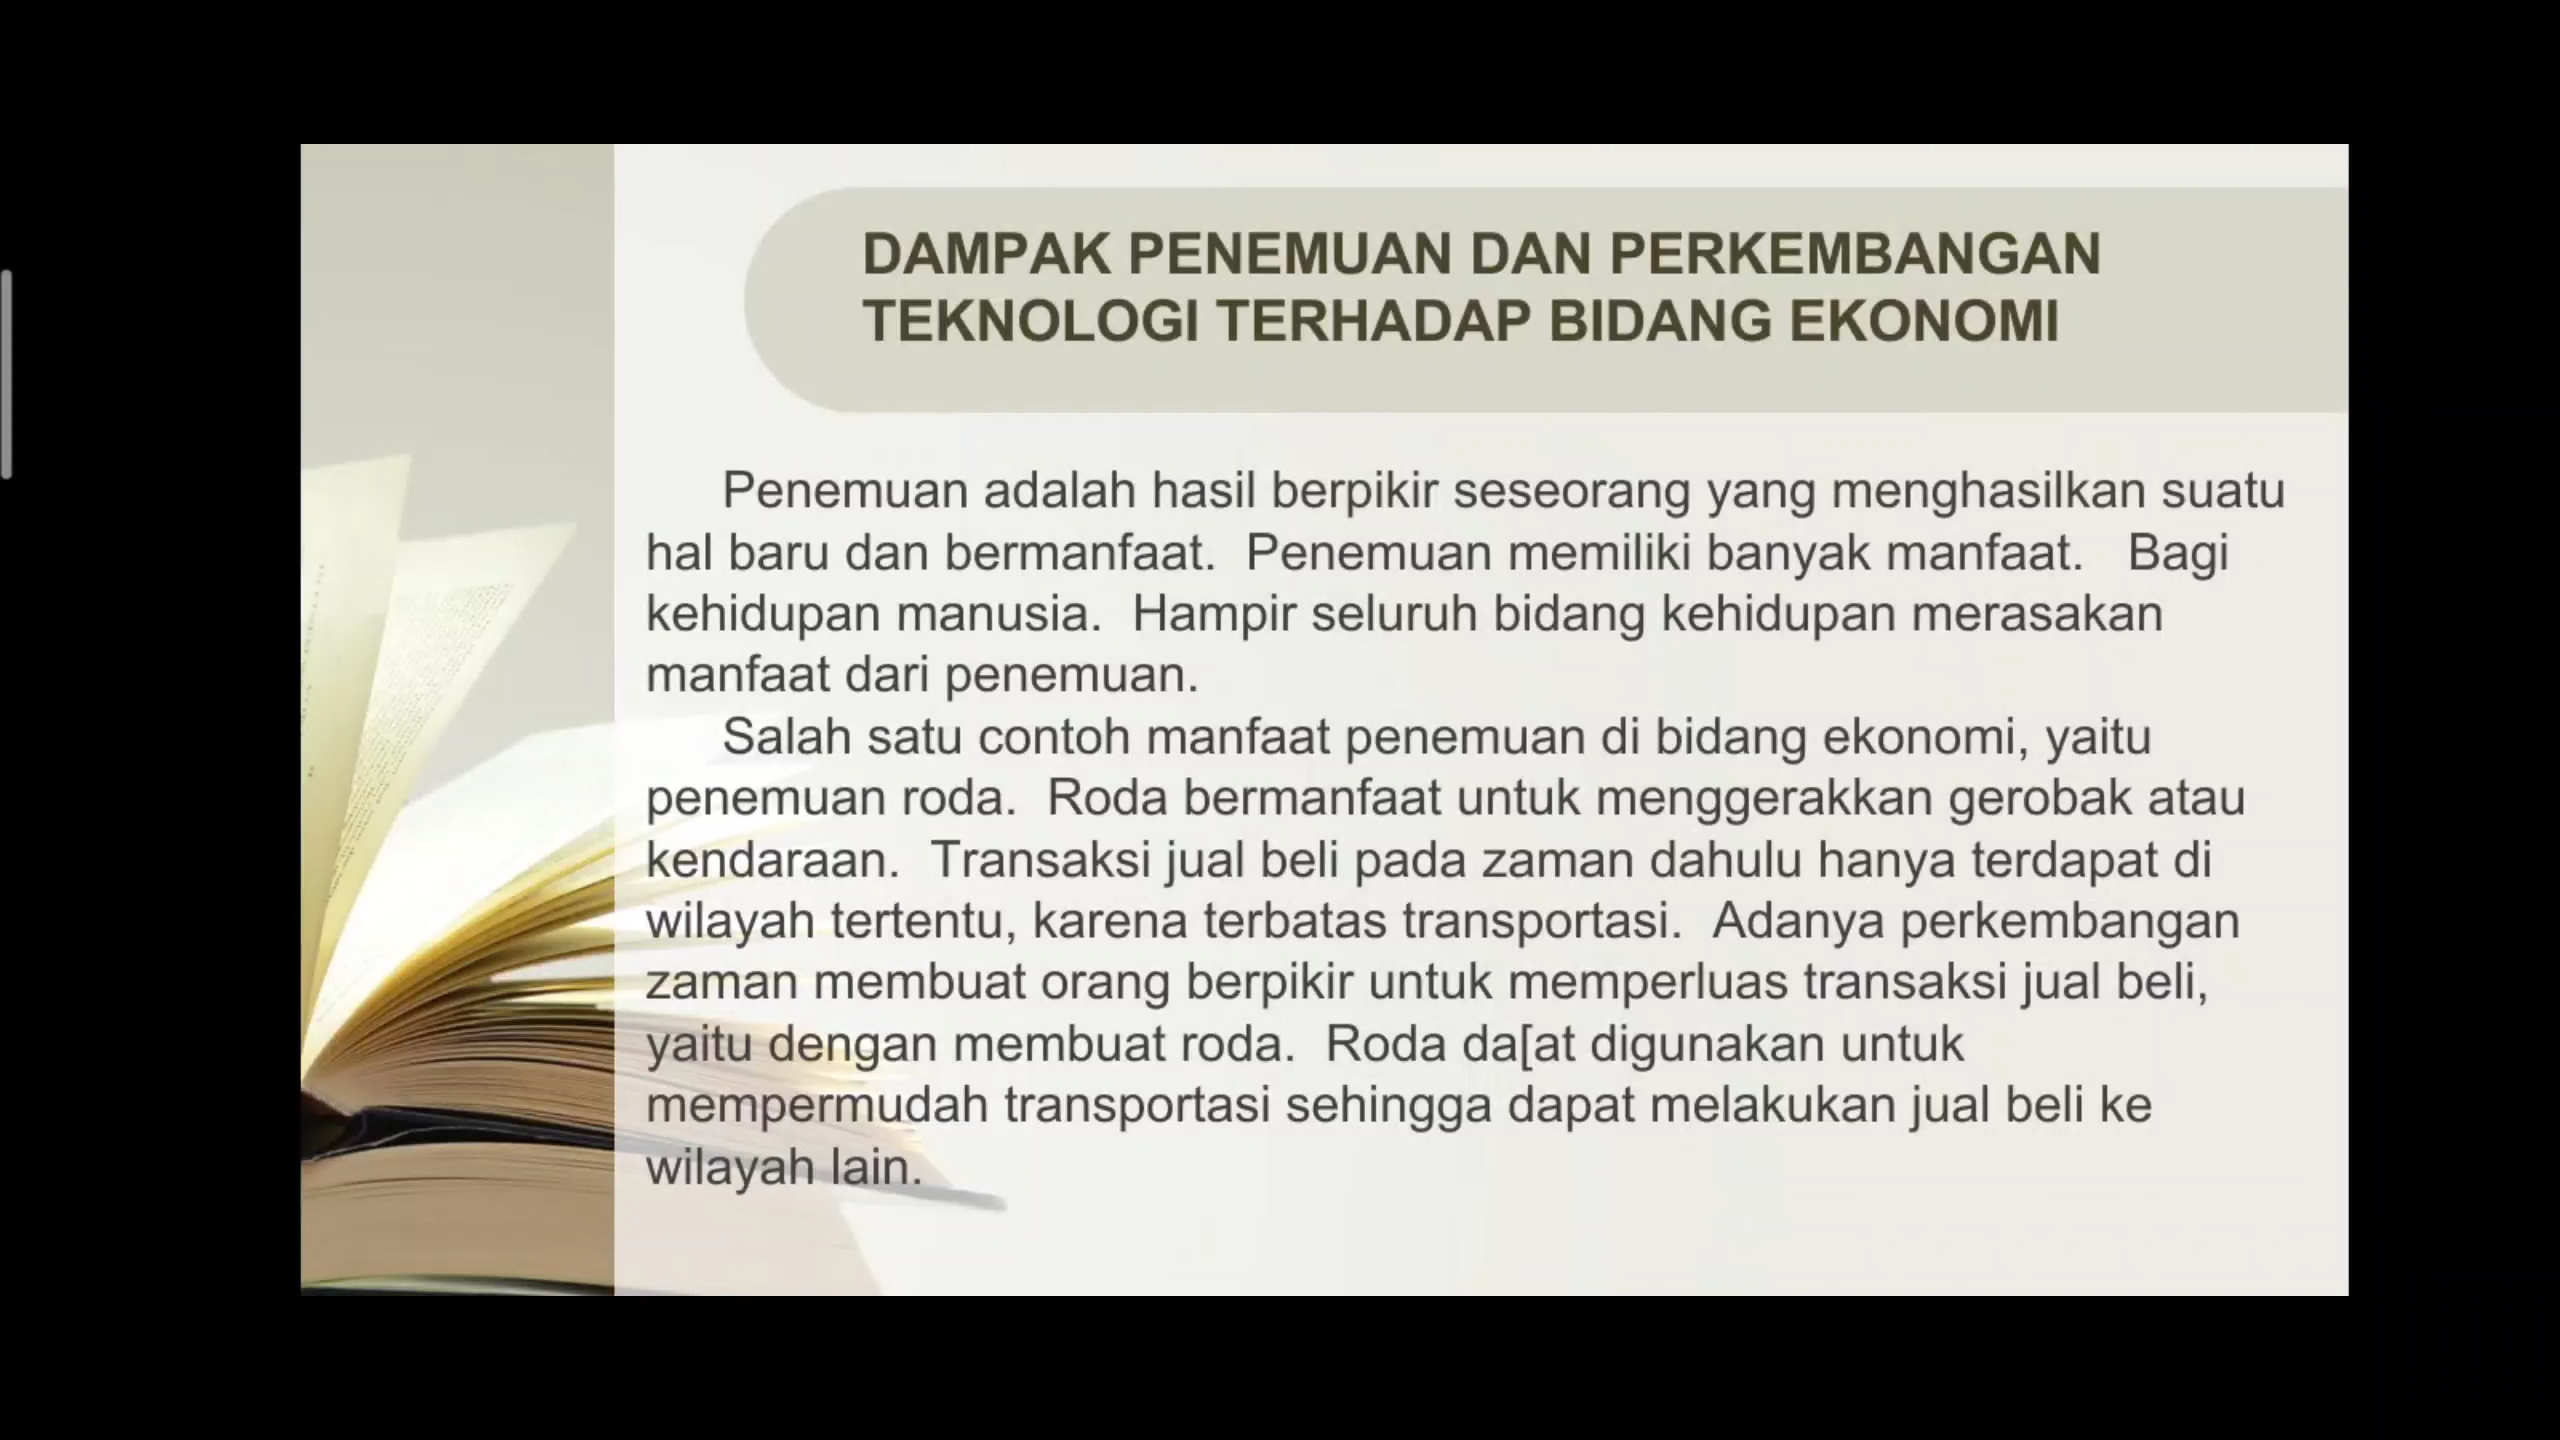 DAMPAK PENEMUAN DAN PERKEMBANGAN
TEKNOLOGI TERHADAP BIDANG EKONOMI
Penemuan adalah hasil berpikir seseorang yang menghasilkan suatu
hal baru dan bermanfaat.  Penemuan memiliki banyak manfaat.   Bagi
kehidupan manusia.  Hampir seluruh bidang kehidupan merasakan
manfaat dari penemuan.
Salah satu contoh manfaat penemuan di bidang ekonomi, yaitu
penemuan roda.  Roda bermanfaat untuk menggerakkan gerobak atau
kendaraan.  Transaksi jual beli pada zaman dahulu hanya terdapat di
wilayah tertentu, karena terbatas transportasi.  Adanya perkembangan
zaman membuat orang berpikir untuk memperluas transaksi jual beli,
yaitu dengan membuat roda.  Roda da[at digunakan untuk
mempermudah transportasi sehingga dapat melakukan jual beli ke
wilayah lain.